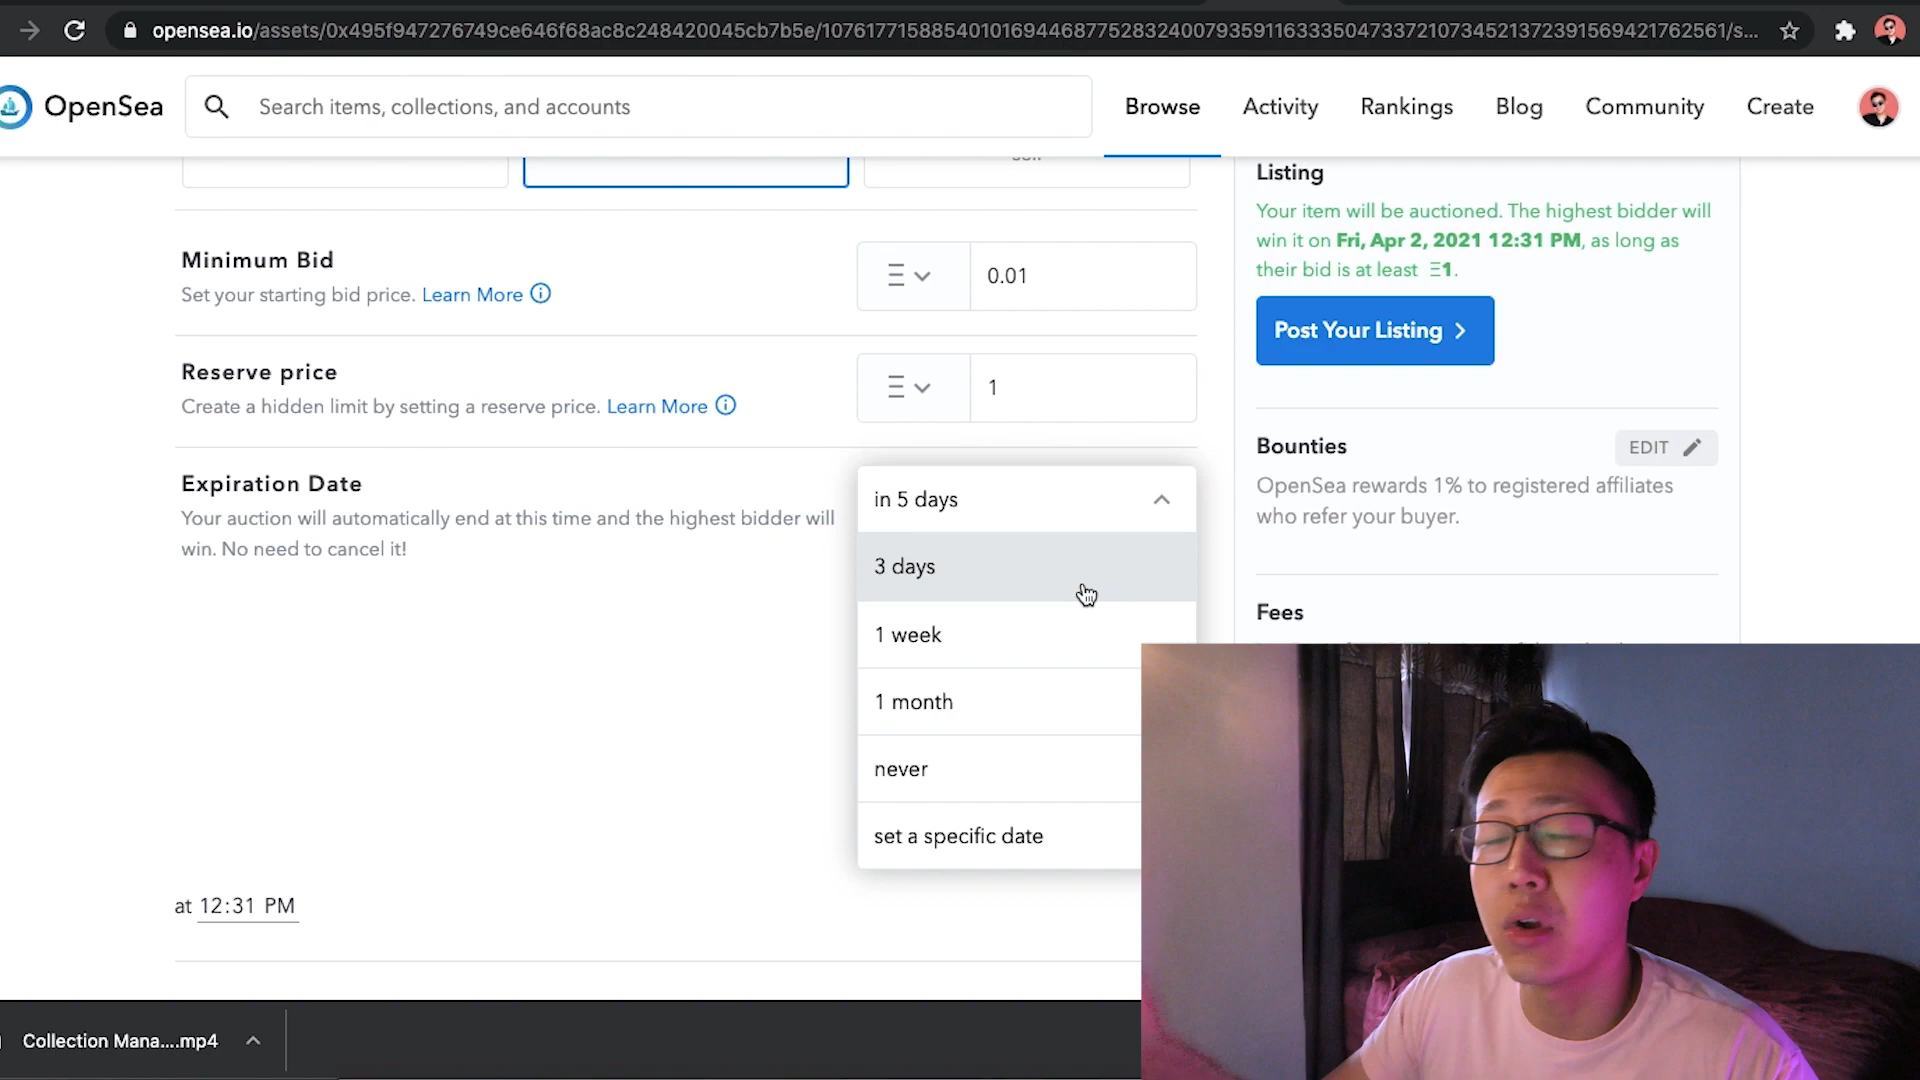 opensea.io/assets/0x495f947276749ce646f68ac8c248420045cb7b5e/107617715885401016944687752832400793591163335047337210734521372391569421762561/s...
OpenSea
Search items, collections, and accounts
Browse
Activity
Rankings
Blog
Community
Create
Listing
Your item will be auctioned. The highest bidder will
win it on Fri, Apr 2, 2021 12:31 PM, as long as
their bid is at least Ξ1.
Post Your Listing >
Minimum Bid
Set your starting bid price. Learn More
Ξ
0.01
Reserve price
Create a hidden limit by setting a reserve price. Learn More
Ξ
1
Bounties
EDIT
OpenSea rewards 1% to registered affiliates
who refer your buyer.
Expiration Date
Your auction will automatically end at this time and the highest bidder will
win. No need to cancel it!
in 5 days
3 days
1 week
1 month
never
set a specific date
Fees
at 12:31 PM
Collection Mana....mp4